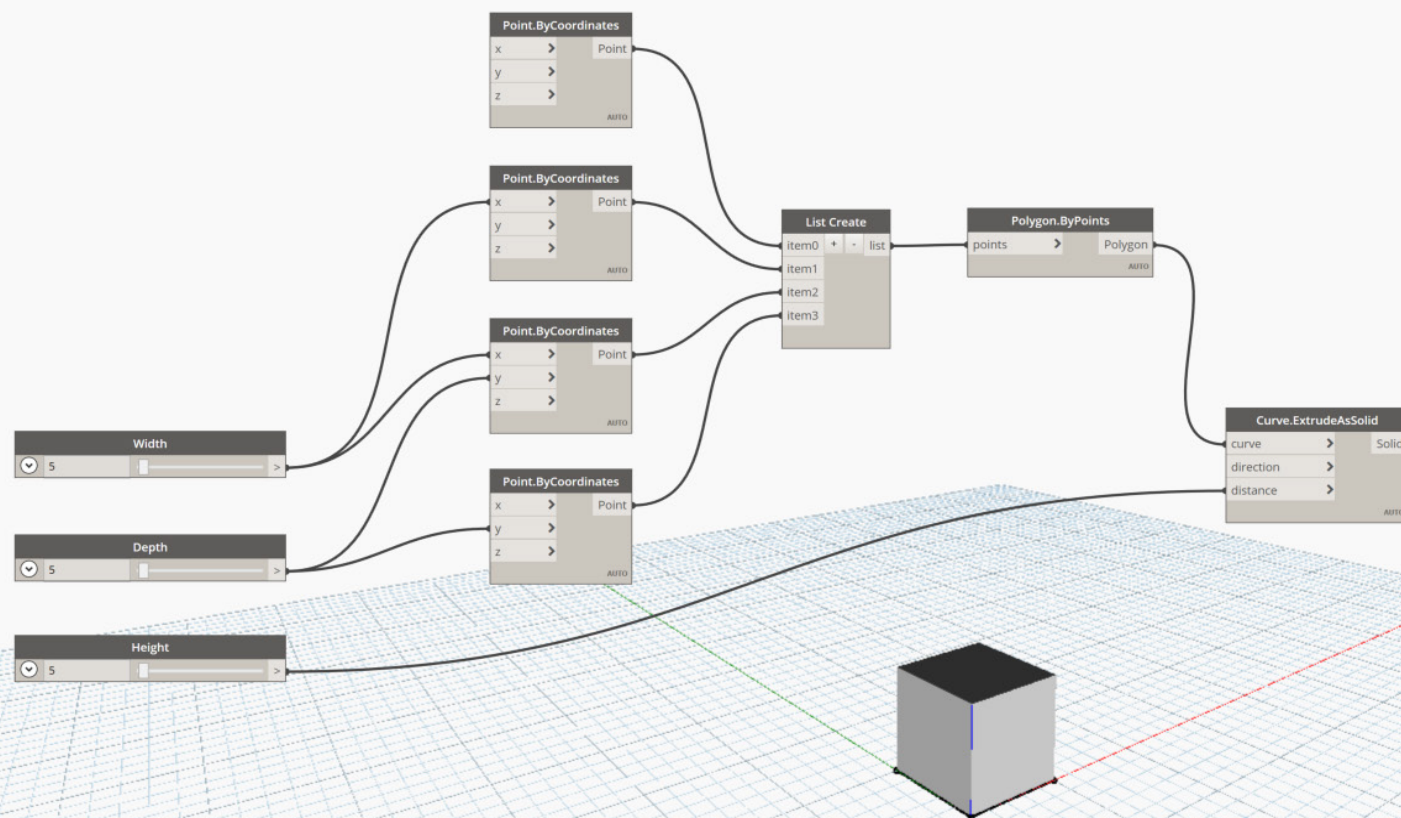 Point.ByCoordinates
x > Point
y >
z >
AUTO
Point.ByCoordinates
x > Point
y >
z >
AUTO
Point.ByCoordinates
x > Point
y >
z >
AUTO
Point.ByCoordinates
x > Point
y >
z >
AUTO
Width
5 >
Depth
5 >
Height
5 >
List Create
item0 + - list
item1
item2
item3
Polygon.ByPoints
points > Polygon
AUTO
Curve.ExtrudeAsSolid
curve > Solid
direction >
distance >
AUTO